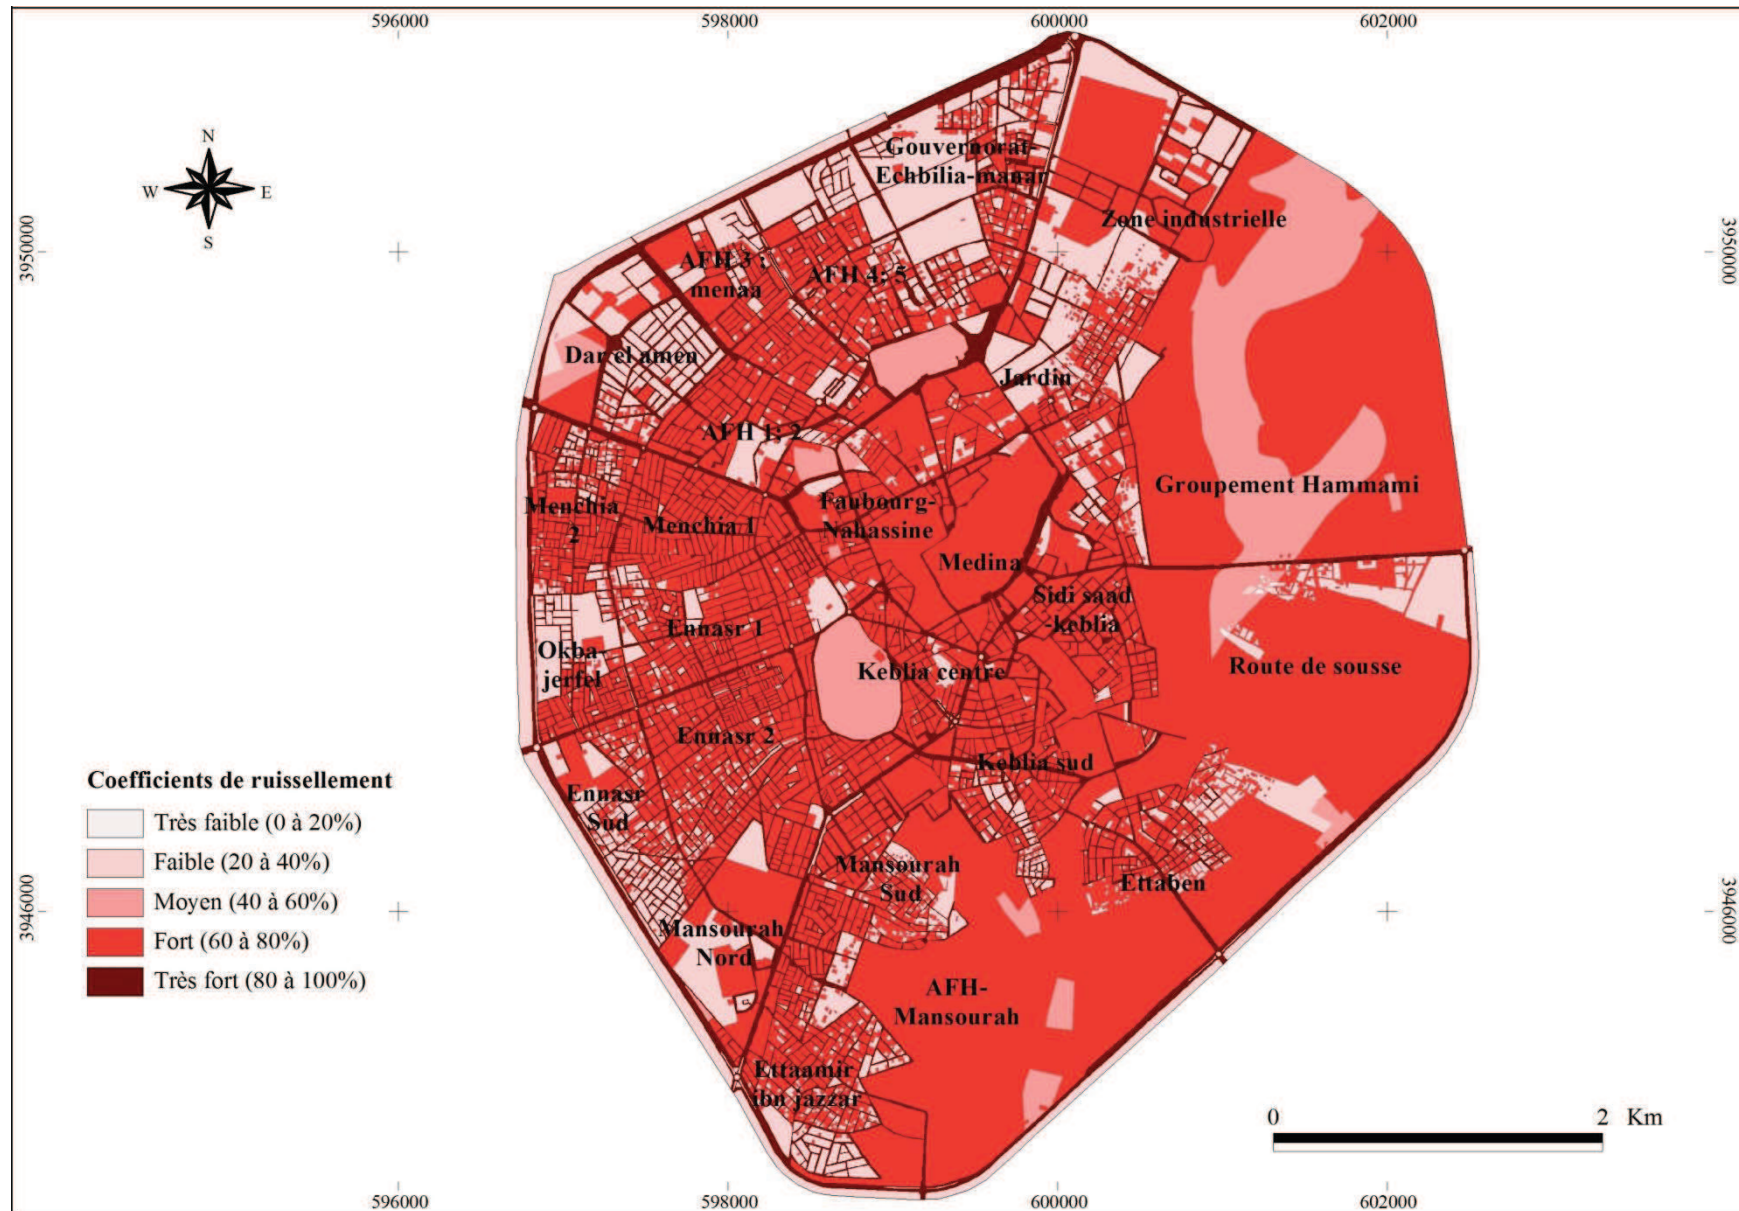 596000
598000
600000
602000
N
W
E
S
3950000
3950000
Gouvernorat-
Echbilia-manar
Zone industrielle
AFH 3 ;
menaa
AFH 4; 5
Dar el amen
Jardin
AFH 1; 2
Groupement Hammami
Menchia
2
Menchia 1
Faubourg-
Nahassine
Medina
Sidi saad
-keblia
Ennasr 1
Okba-
jerfel
Keblia centre
Route de sousse
Ennasr 2
Keblia sud
Ennasr
Sud
Mansourah
Sud
Ettaben
Mansourah
Nord
AFH-
Mansourah
Ettaamir
ibn jazzar
Coefficients de ruissellement
Très faible (0 à 20%)
Faible (20 à 40%)
Moyen (40 à 60%)
Fort (60 à 80%)
Très fort (80 à 100%)
3946000
3946000
0
2
Km
596000
598000
600000
602000